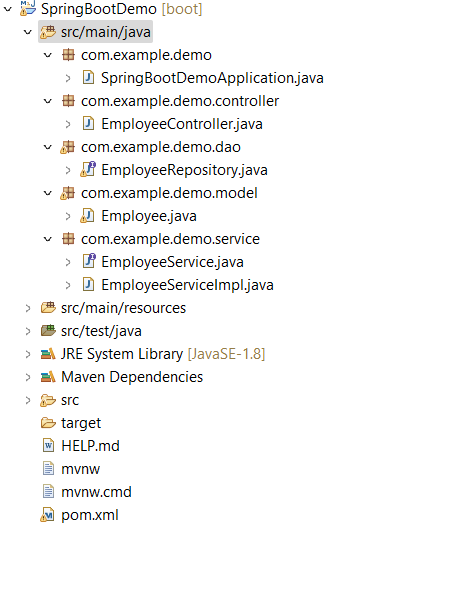 SpringBootDemo [boot]
src/main/java
com.example.demo
SpringBootDemoApplication.java
com.example.demo.controller
EmployeeController.java
com.example.demo.dao
EmployeeRepository.java
com.example.demo.model
Employee.java
com.example.demo.service
EmployeeService.java
EmployeeServiceImpl.java
src/main/resources
src/test/java
JRE System Library [JavaSE-1.8]
Maven Dependencies
src
target
HELP.md
mvnw
mvnw.cmd
pom.xml